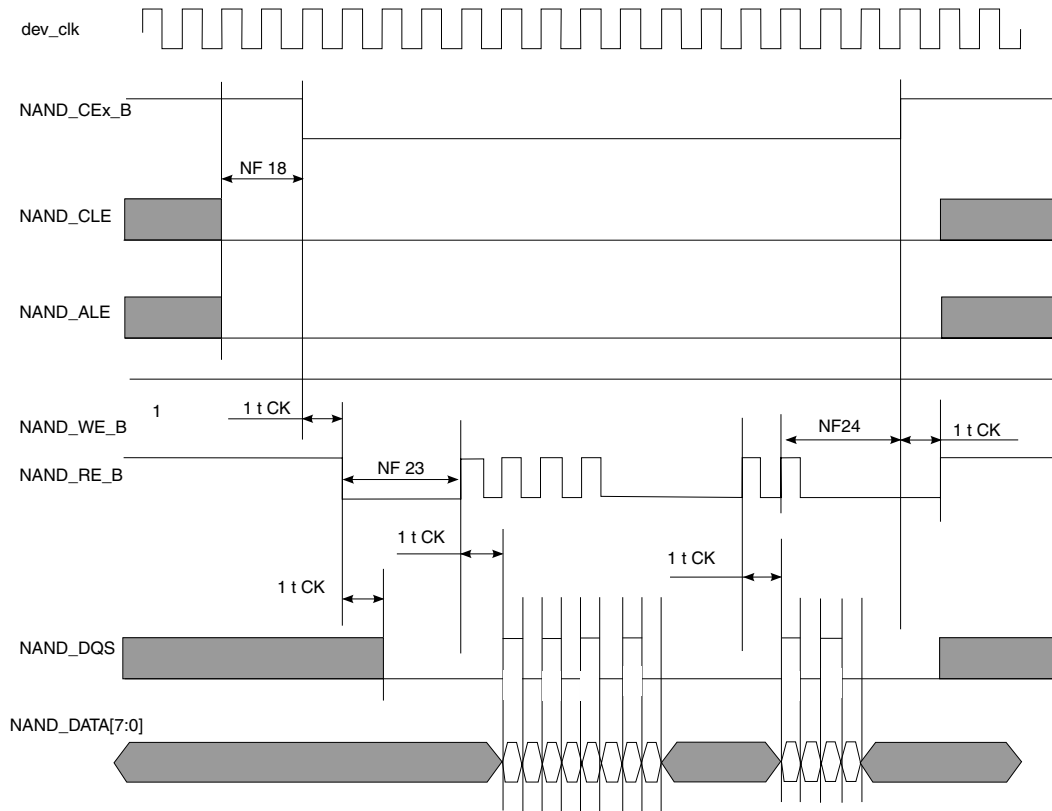 dev_clk
NAND_CEx_B
NF 18
NAND_CLE
NAND_ALE
1
1 t CK
NAND_WE_B
NF24
1 t CK
NAND_RE_B
NF 23
1 t CK
1 t CK
1 t CK
NAND_DQS
NAND_DATA[7:0]